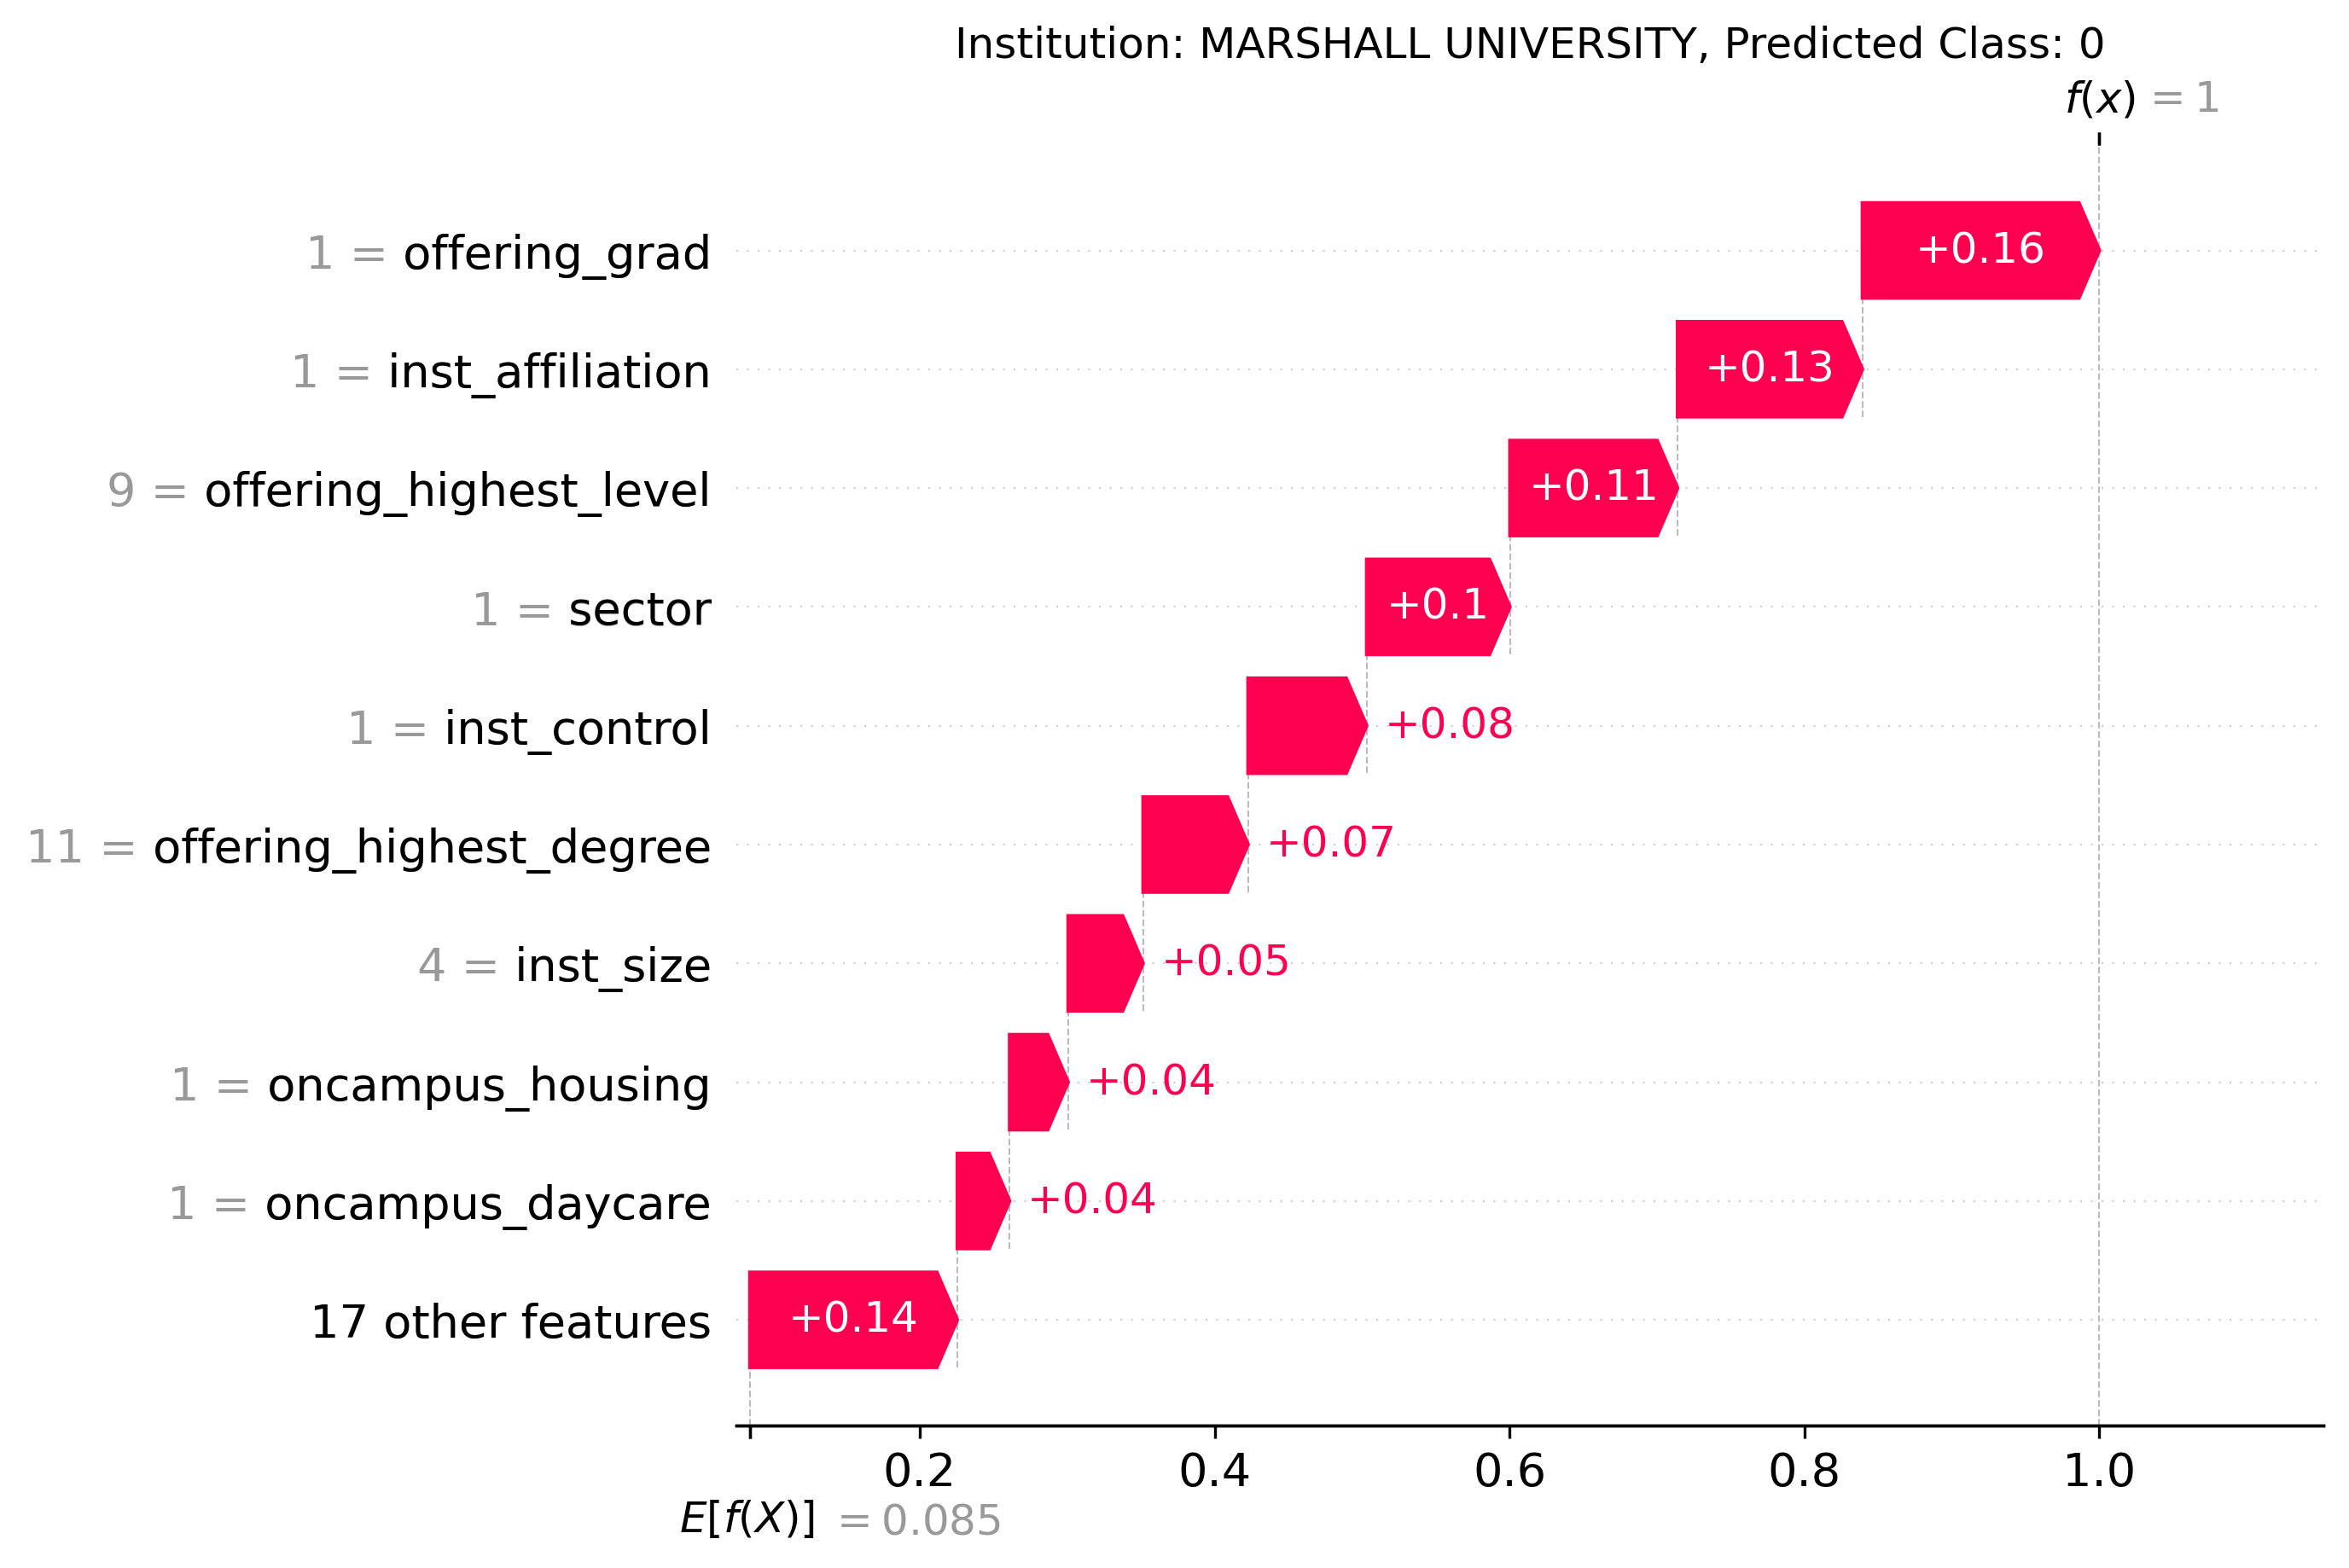 Institution: MARSHALL UNIVERSITY, Predicted Class: 0
f(x) = 1
1 = offering_grad +0.16
1 = inst_affiliation +0.13
9 = offering_highest_level +0.11
1 = sector +0.1
1 = inst_control +0.08
11 = offering_highest_degree +0.07
4 = inst_size +0.05
1 = oncampus_housing +0.04
1 = oncampus_daycare +0.04
17 other features +0.14
0.2 0.4 0.6 0.8 1.0
E[f(X)] = 0.085